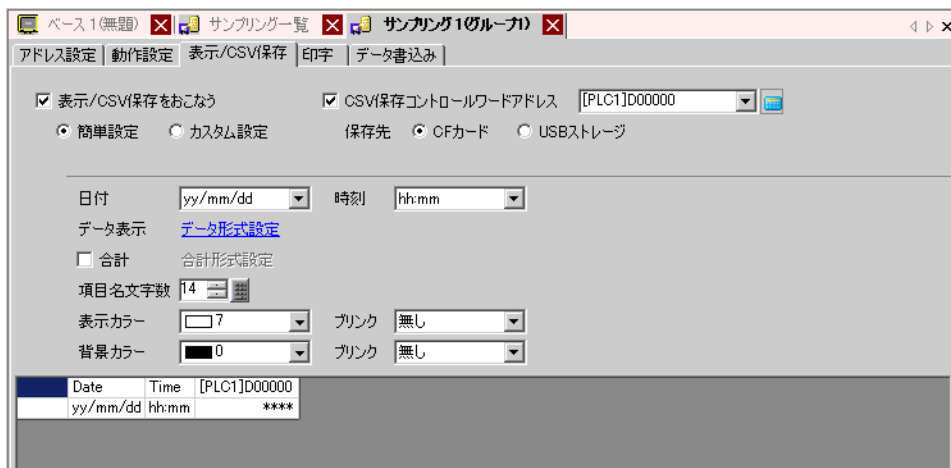 ベース 1(無題) サンプリング一覧 サンプリング1(グループ1)
アドレス設定 動作設定 表示/CSV保存 印字 データ書込み
表示/CSV保存をおこなう CSV保存コントロールワードアドレス [PLC1]D00000
簡単設定 カスタム設定 保存先 CFカード USBストレージ
日付 yy/mm/dd 時刻 hh:mm
データ表示 データ形式設定
合計 合計形式設定
項目名文字数 14
表示カラー 7 ブリンク 無し
背景カラー 0 ブリンク 無し
Date Time [PLC1]D00000
yy/mm/dd hh:mm ****